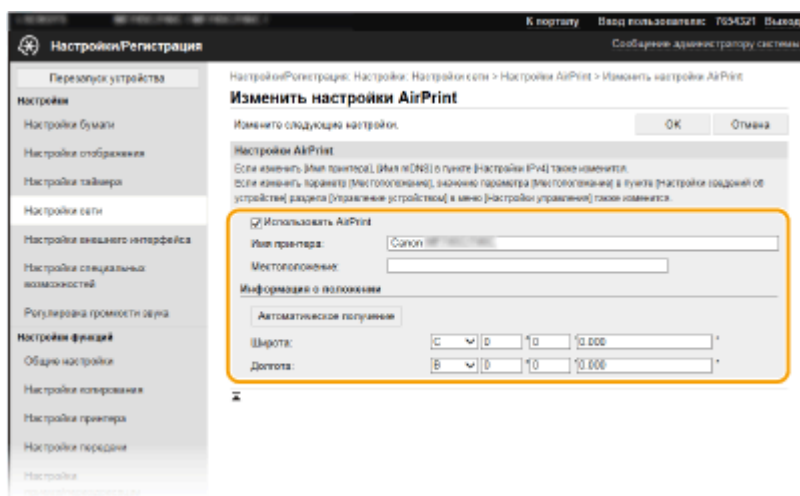 К порталу Ввод пользователя: 7654321 Выход
Настройки/Регистрация
Сообщение администратору системы
Перезапуск устройства
Настройки
Настройки бумаги
Настройки отображения
Настройки таймера
Настройки сети
Настройки внешнего интерфейса
Настройки специальных
возможностей
Регулировка громкости звука
Настройки функций
Общие настройки
Настройки копирования
Настройки принтера
Настройки передачи
Настройки
Настройки/Регистрация: Настройки: Настройки сети > Настройки AirPrint > Изменить настройки AirPrint
Изменить настройки AirPrint
Измените следующие настройки.
OK Отмена
Настройки AirPrint
Если изменить [Имя принтера], [Имя mDNS] в пункте [Настройки IPv4] также изменится.
Если изменить параметр [Местоположение], значение параметра [Местоположение] в пункте [Настройки сведений об
устройстве] раздела [Управление устройством] в меню [Настройки управления] также изменится.
Использовать AirPrint
Имя принтера: Canon
Местоположение:
Информация о положении
Автоматическое получение
Широта: С 0 ° 0 ' 0.000 "
Долгота: В 0 ° 0 ' 0.000 "